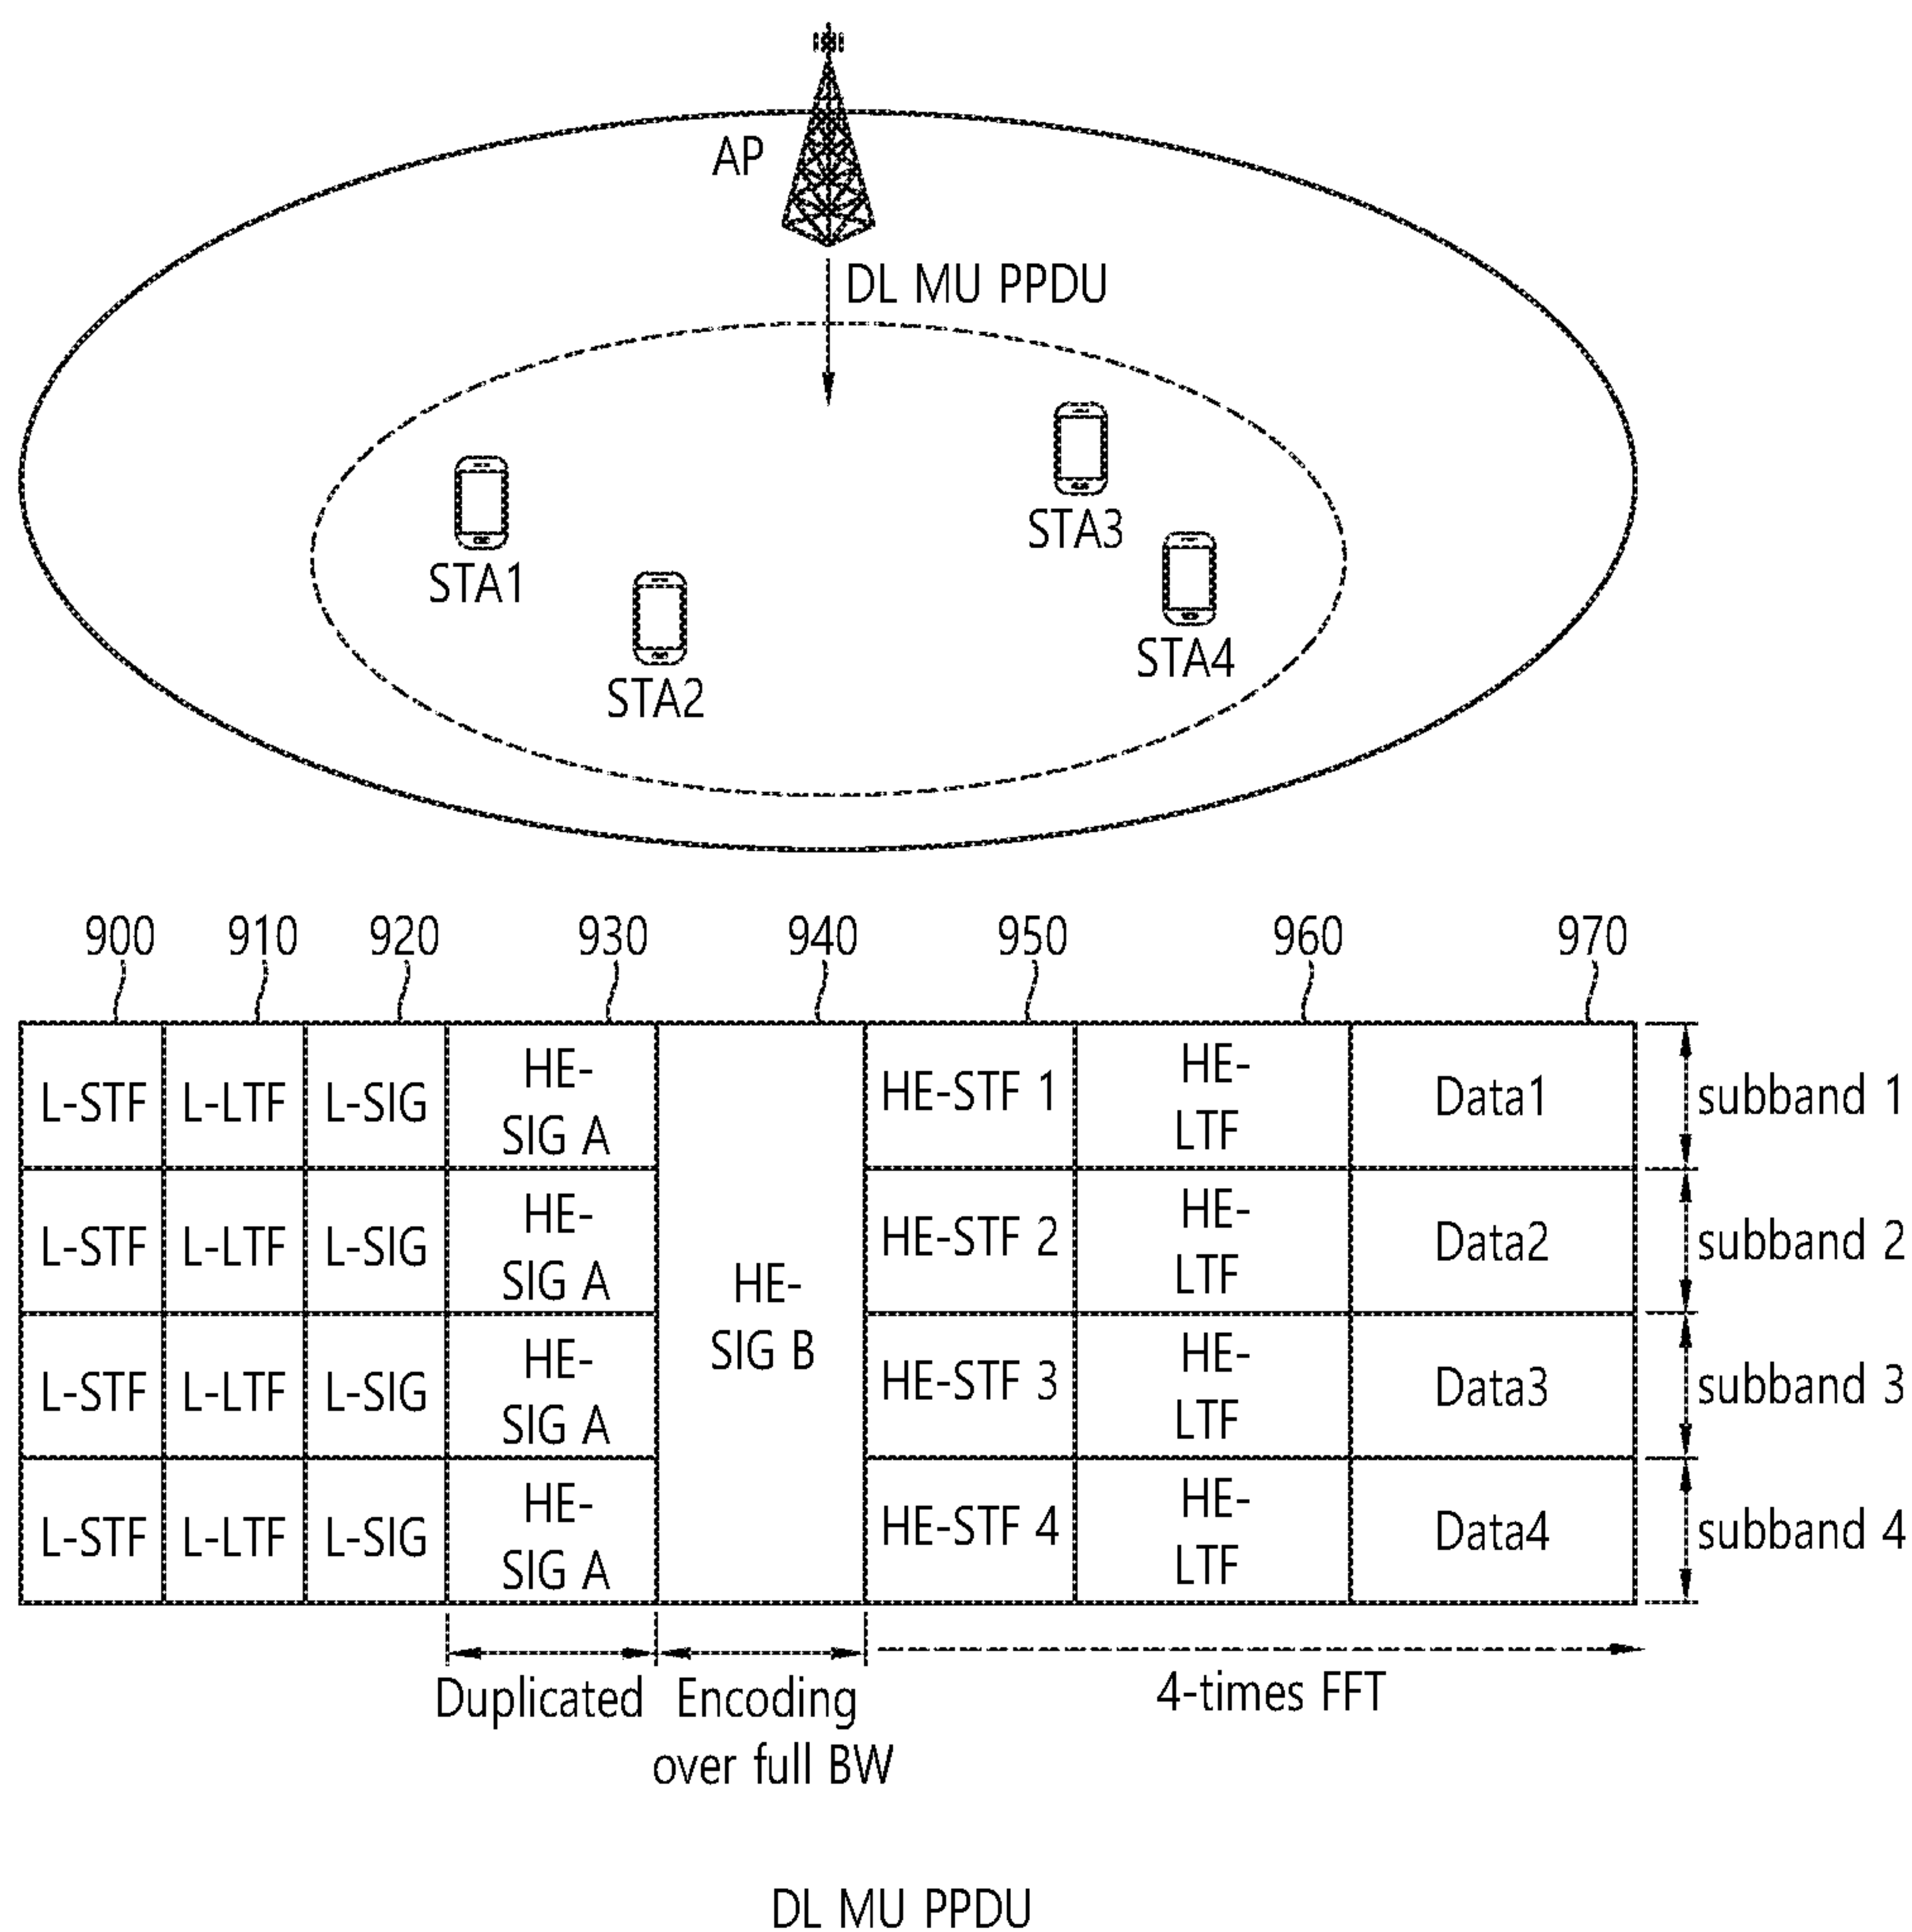 AP
DL MU PPDU
STA3
STA1
STA4
STA2
900 910 920 930 940 950 960 970
L-STF L-LTF L-SIG HE-
SIG A HE-STF 1 HE-
LTF Data1 subband 1
L-STF L-LTF L-SIG HE-
SIG A HE-STF 2 HE-
LTF Data2 subband 2
HE-
SIG B
L-STF L-LTF L-SIG HE-
SIG A HE-STF 3 HE-
LTF Data3 subband 3
L-STF L-LTF L-SIG HE-
SIG A HE-STF 4 HE-
LTF Data4 subband 4
Duplicated
Encoding
over full BW
4-times FFT
DL MU PPDU